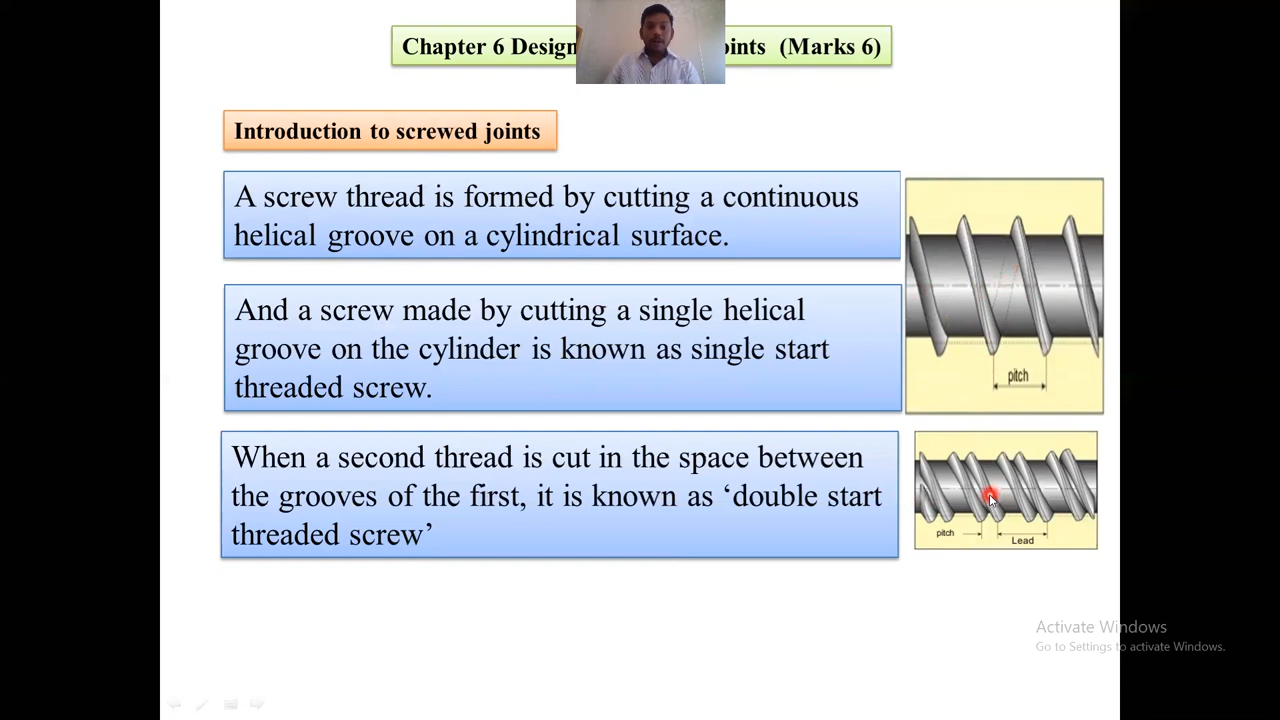 Chapter 6 Design oints (Marks 6)
Introduction to screwed joints
A screw thread is formed by cutting a continuous
helical groove on a cylindrical surface.
pitch
And a screw made by cutting a single helical
groove on the cylinder is known as single start
threaded screw.
When a second thread is cut in the space between
the grooves of the first, it is known as ‘double start
threaded screw’
pitch
Lead
Activate Windows
Go to Settings to activate Windows.